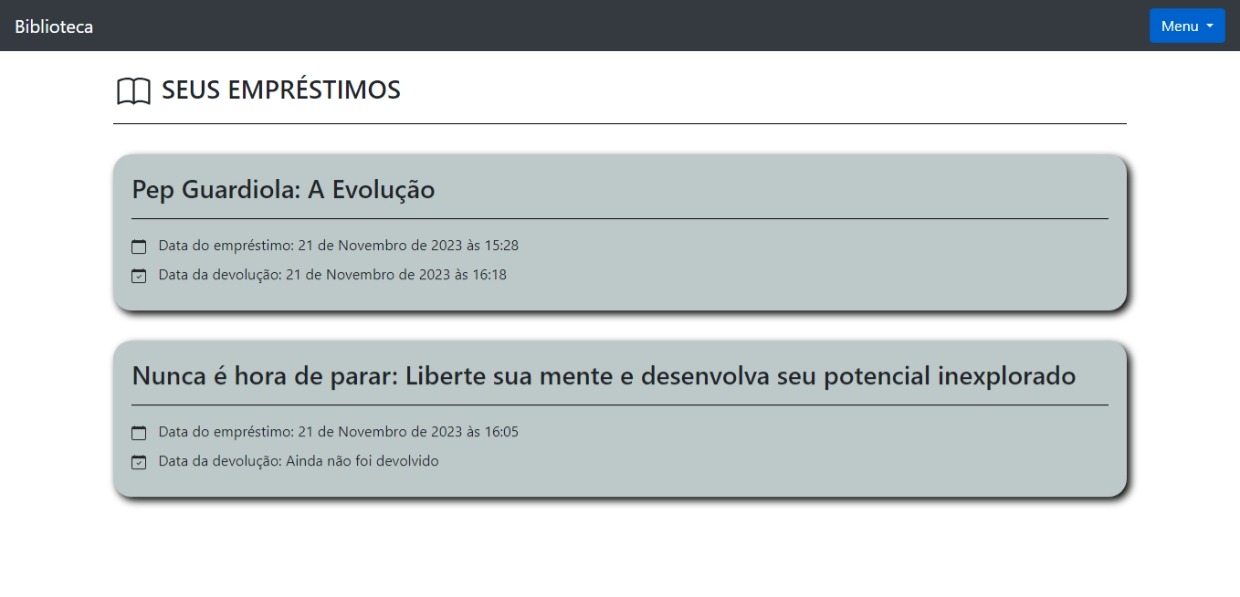 Biblioteca
Menu
SEUS EMPRÉSTIMOS
Pep Guardiola: A Evolução
Data do empréstimo: 21 de Novembro de 2023 às 15:28
Data da devolução: 21 de Novembro de 2023 às 16:18
Nunca é hora de parar: Liberte sua mente e desenvolva seu potencial inexplorado
Data do empréstimo: 21 de Novembro de 2023 às 16:05
Data da devolução: Ainda não foi devolvido